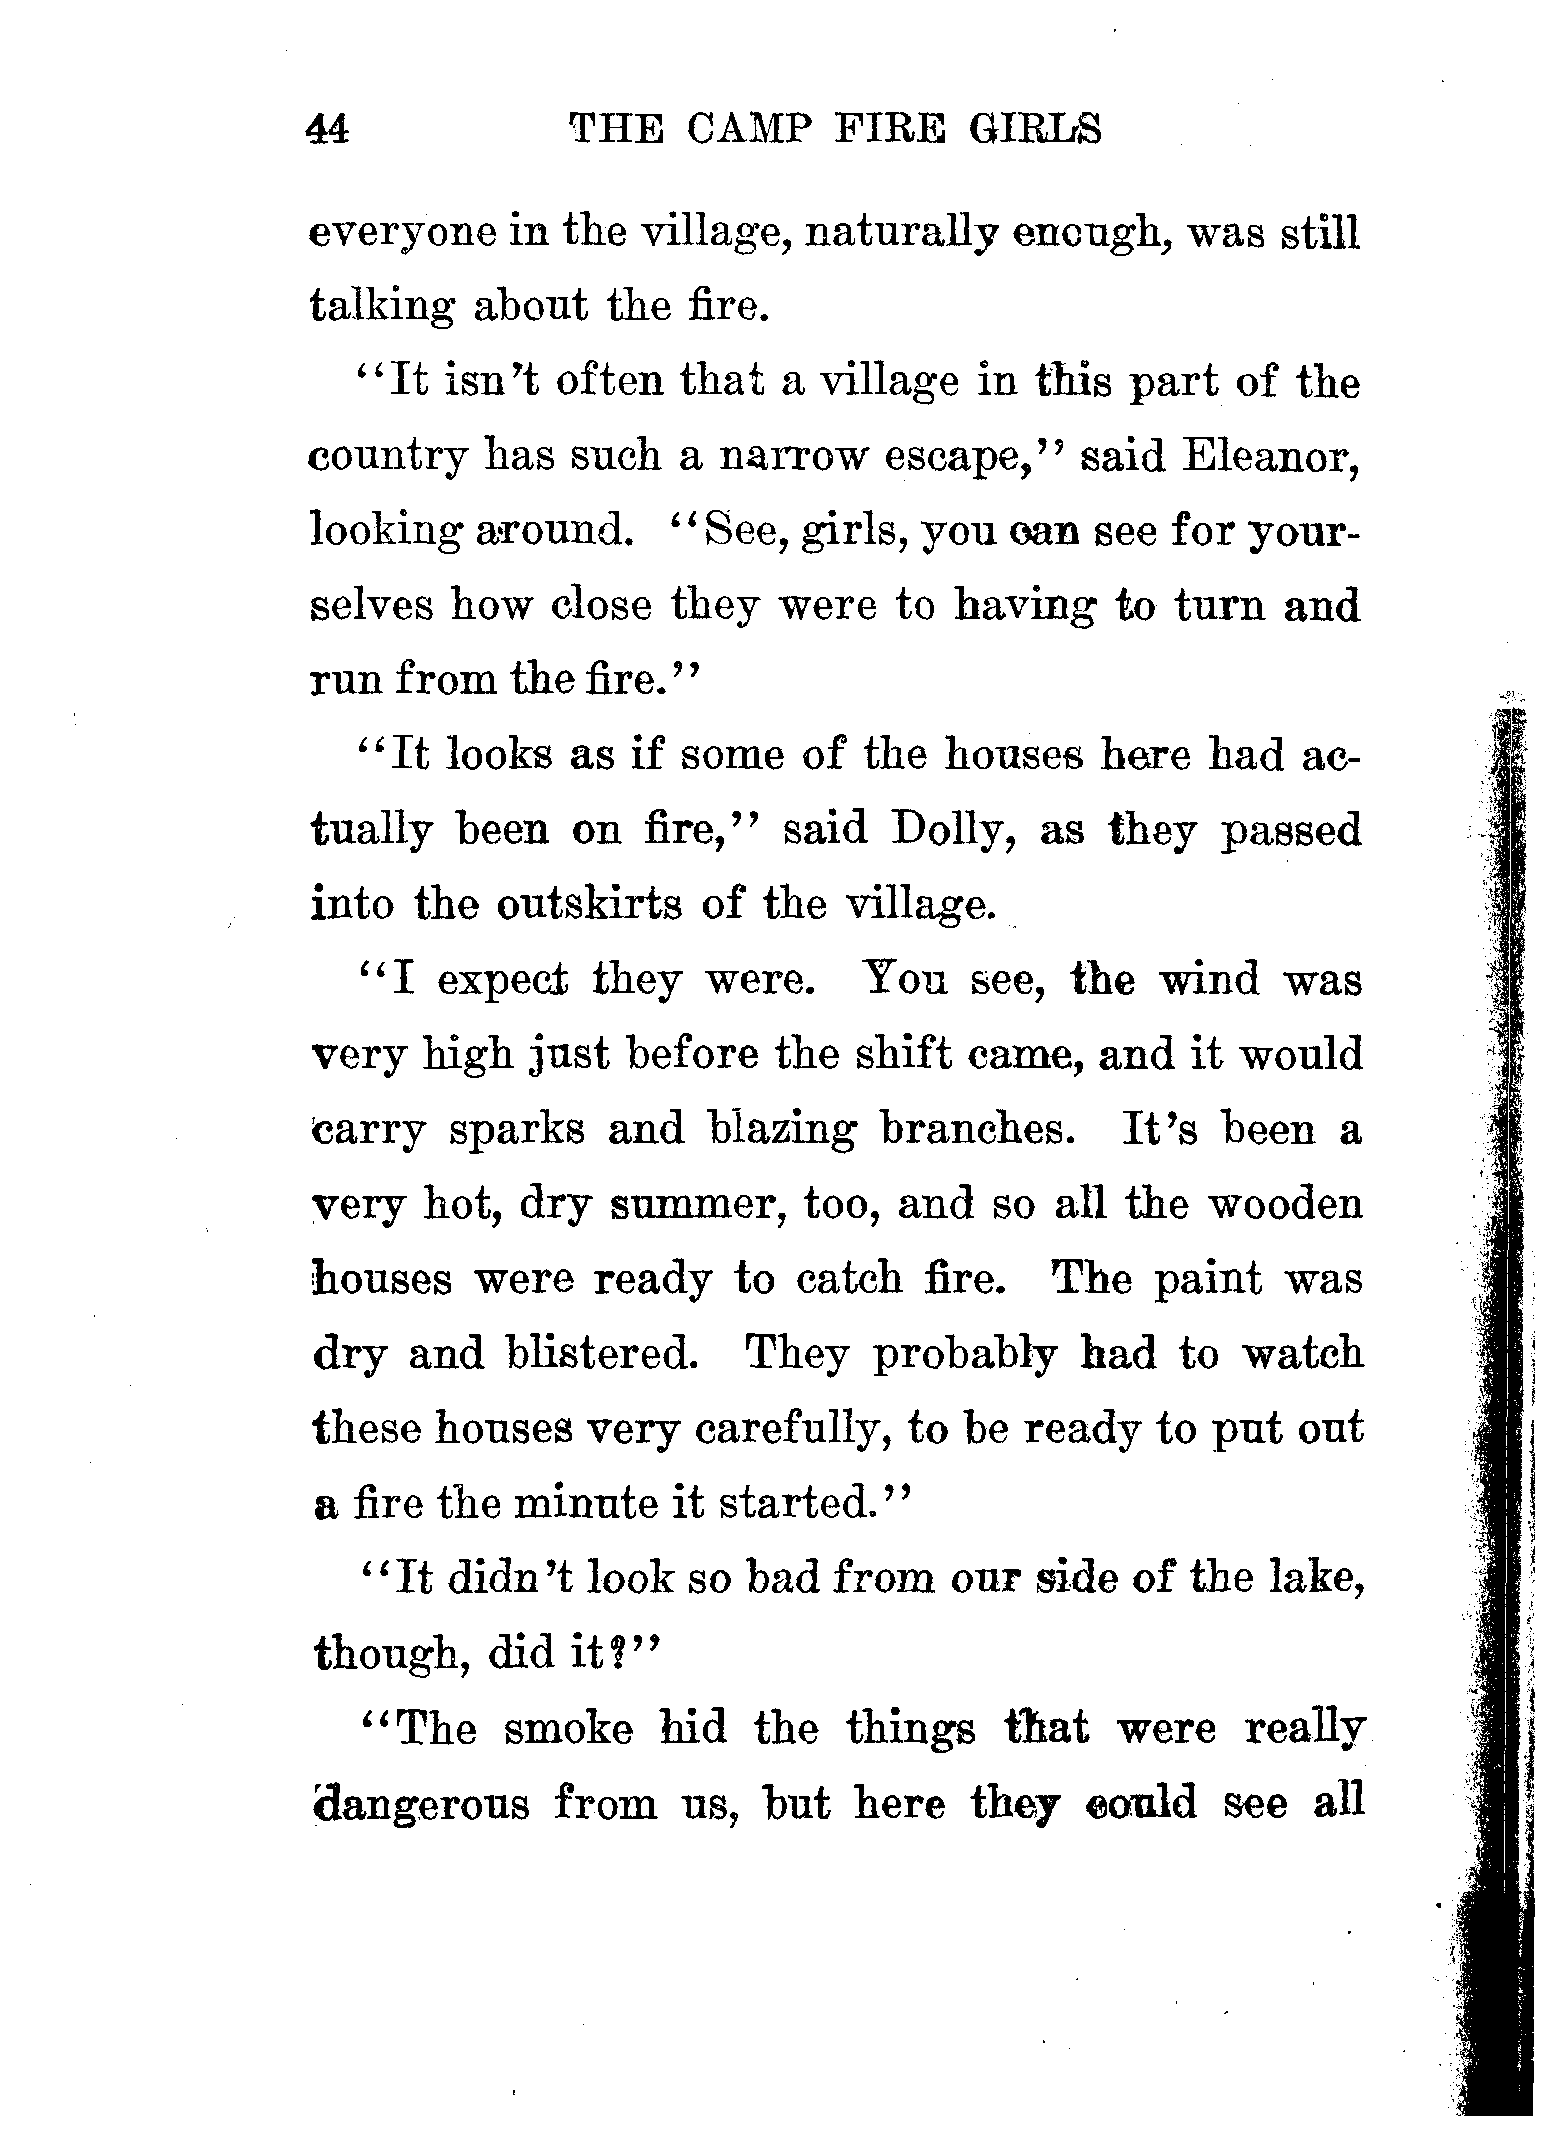 44 THE CAMP FIRE GIRLS
everyone in the village, naturally enough, was still
talking about the fire.
"It isn't often that a village in this part of the
country has such a narrow escape," said Eleanor,
looking around. "See, girls, you can see for your-
selves how close they were to having to turn and
run from the fire."
"It looks as if some of the houses here had ac-
tually been on fire," said Dolly, as they passed
into the outskirts of the village.
"I expect they were. You see, the wind was
very high just before the shift came, and it would
carry sparks and blazing branches. It's been a
very hot, dry summer, too, and so all the wooden
houses were ready to catch fire. The paint was
dry and blistered. They probably had to watch
these houses very carefully, to be ready to put out
a fire the minute it started."
"It didn't look so bad from our side of the lake,
though, did it?"
"The smoke hid the things that were really
dangerous from us, but here they could see all